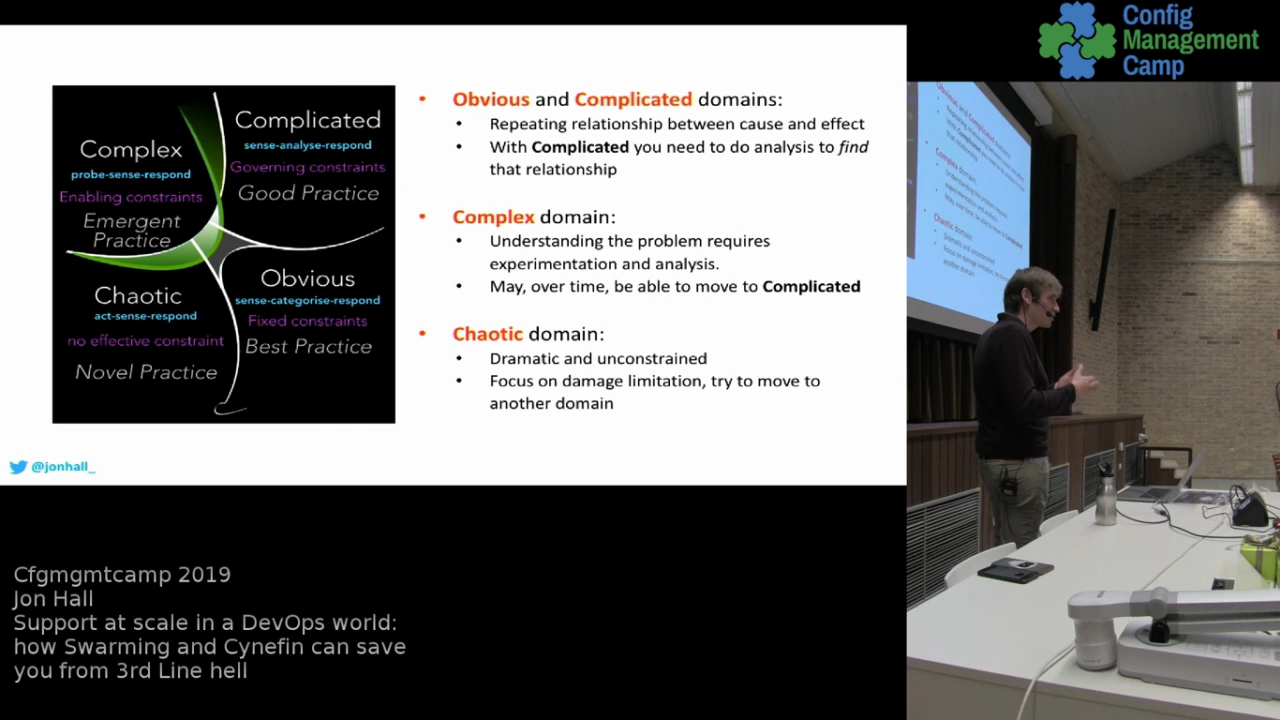 Config
Management
Camp
Complex
probe-sense-respond
Enabling constraints
Emergent
Practice
Complicated
sense-analyse-respond
Governing constraints
Good Practice
Chaotic
act-sense-respond
no effective constraint
Novel Practice
Obvious
sense-categorise-respond
Fixed constraints
Best Practice
• Obvious and Complicated domains:
• Repeating relationship between cause and effect
• With Complicated you need to do analysis to find
that relationship
• Complex domain:
• Understanding the problem requires
experimentation and analysis.
• May, over time, be able to move to Complicated
• Chaotic domain:
• Dramatic and unconstrained
• Focus on damage limitation, try to move to
another domain
@jonhall_
Cfgmgmtcamp 2019
Jon Hall
Support at scale in a DevOps world:
how Swarming and Cynefin can save
you from 3rd Line hell